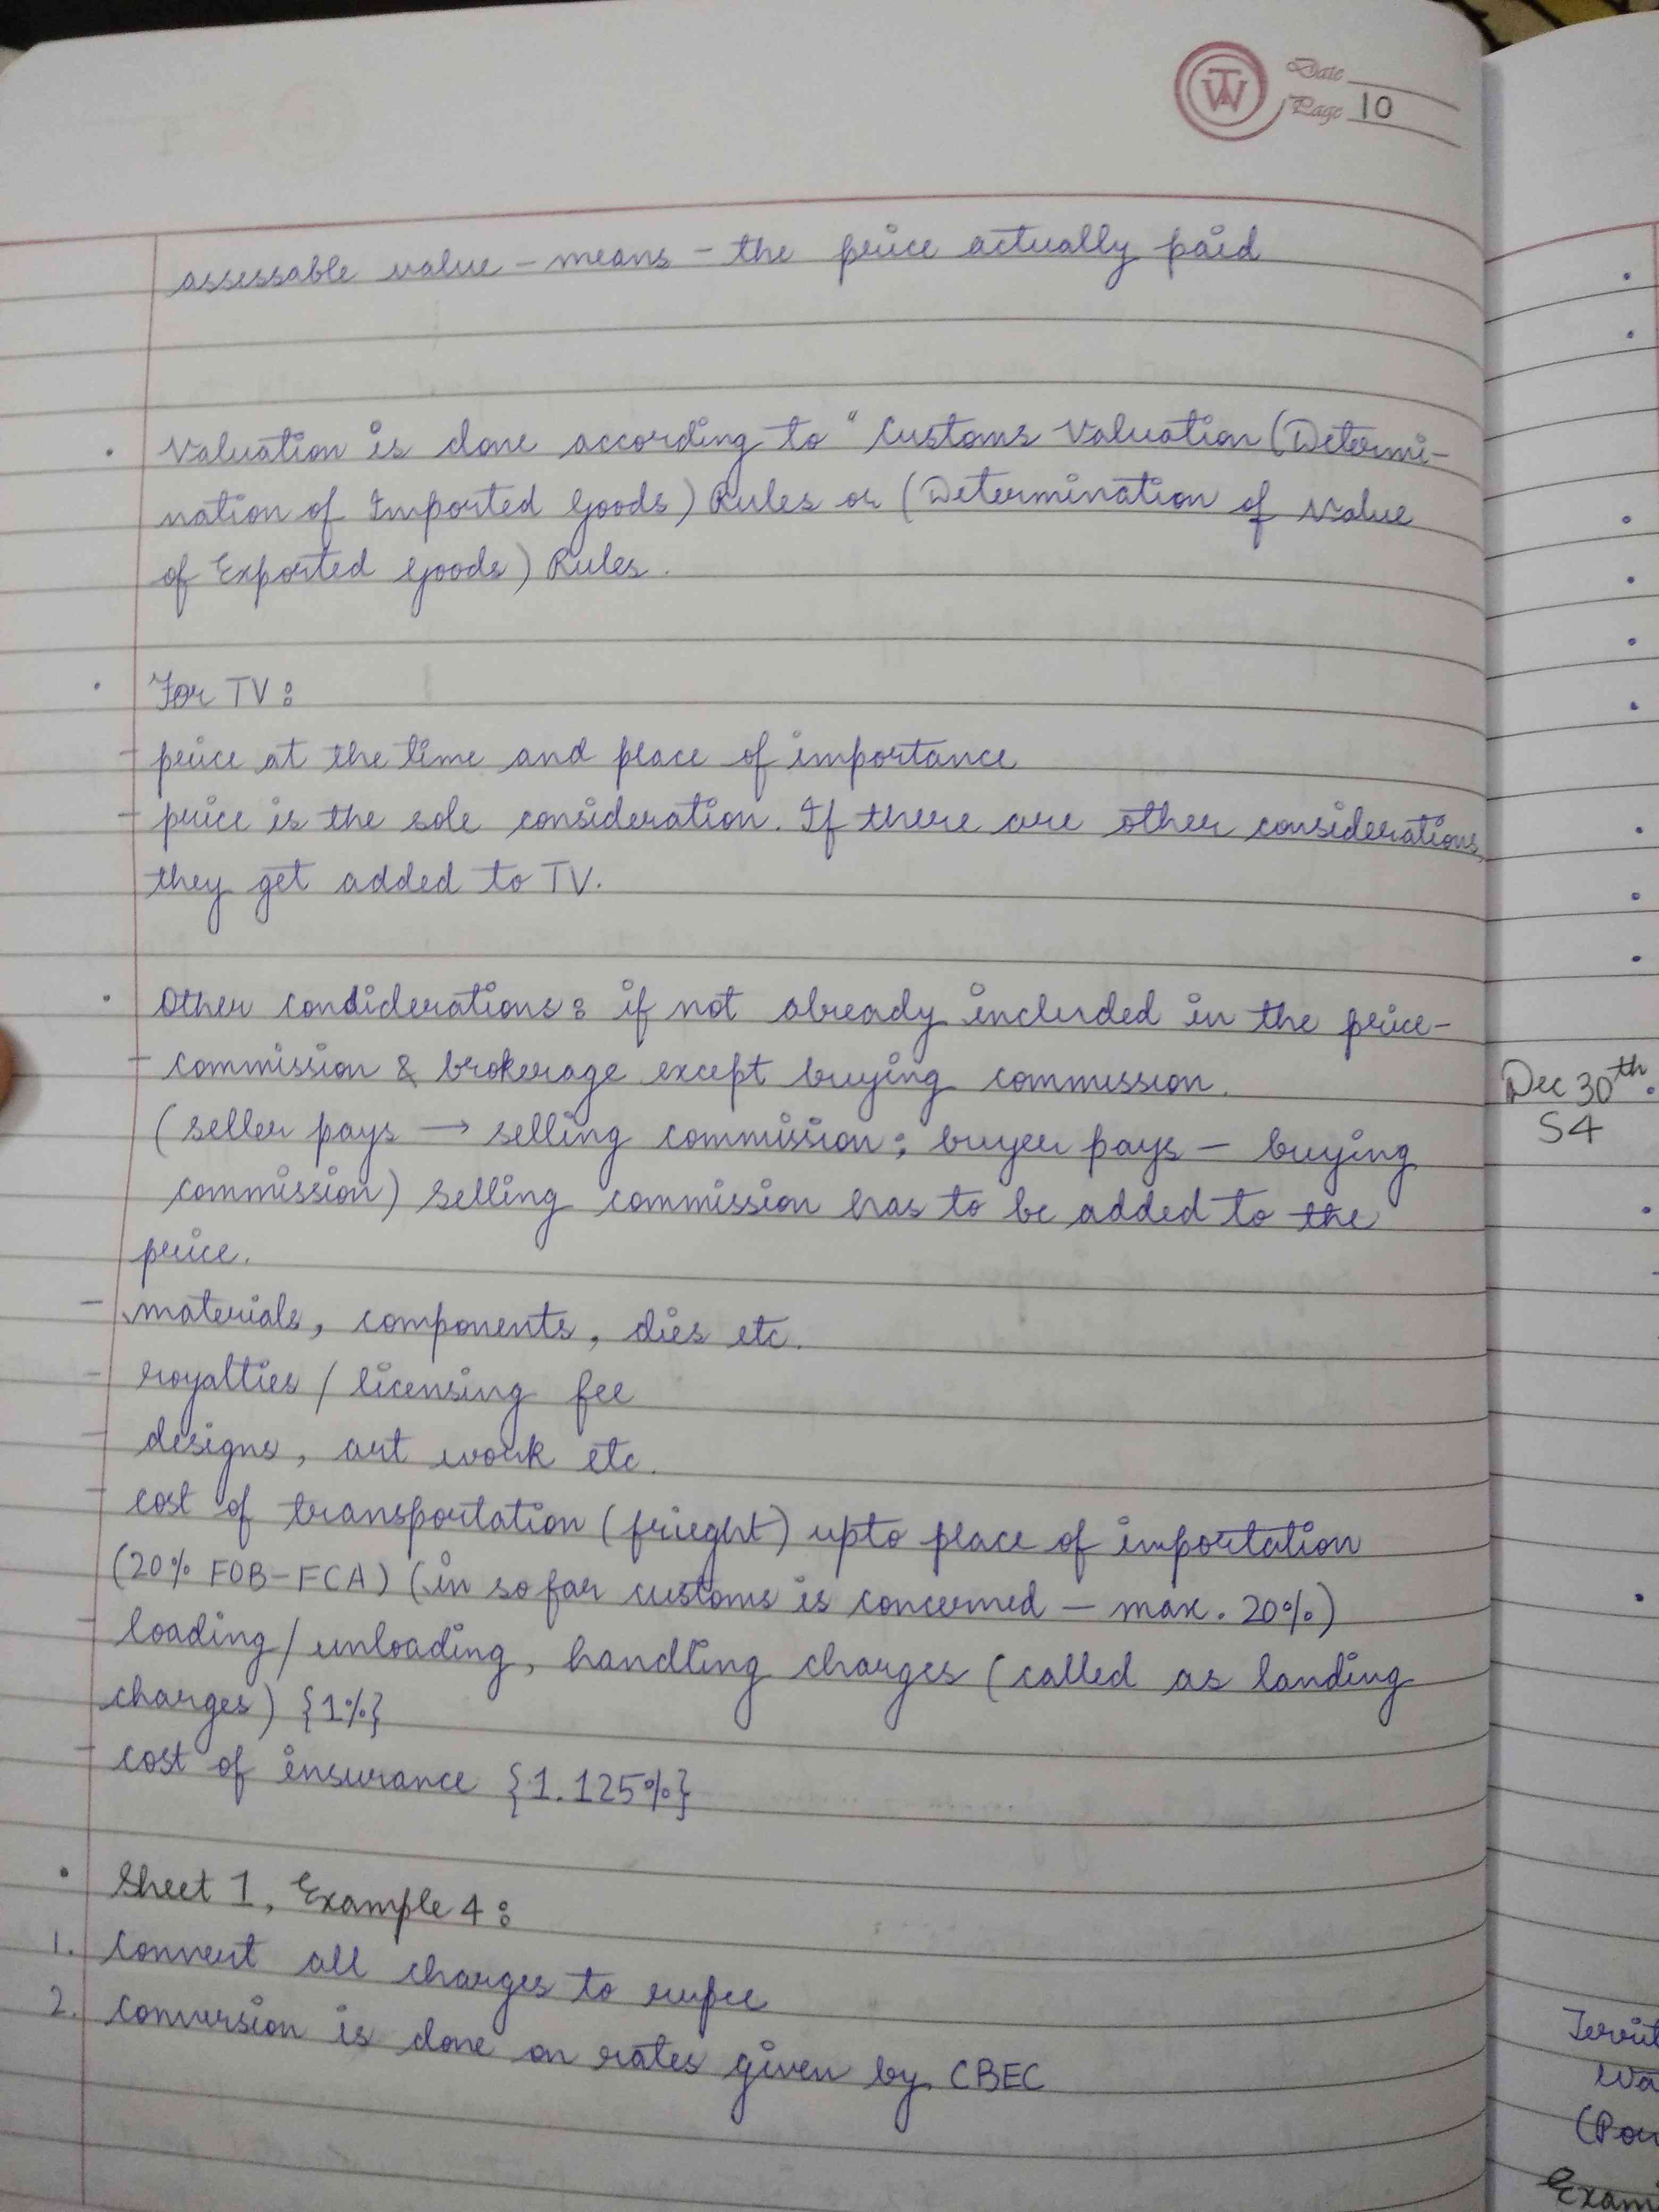 Date
Page 10
assessable value - means - the price actually paid
• Valuation is done according to "Customs Valuation (Determi-
nation of Imported Goods) Rules or (Determination of Value
of Exported Goods) Rules.
• For TV :
- price at the time and place of importance
- price is the sole consideration. If there are other considerations,
they get added to TV.
• Other condiderations : if not already included in the price-
- commission & brokerage except buying commission.
(seller pays → selling commission ; buyer pays – buying
commission) selling commission has to be added to the
price.
- materials, components, dies etc.
- royalties / licensing fee
- designs, art work etc.
- cost of transportation (frieght) upto place of importation
(20% FOB-FCA) (in so far customs is concerned – max. 20%)
- loading / unloading, handling charges (called as landing
charges) {1%}
- cost of insurance {1.125%}
• Sheet 1, Example 4 :
1. convert all charges to rupee
2. conversion is done on rates given by CBEC
Dec 30th
S4
(Pow
Exam